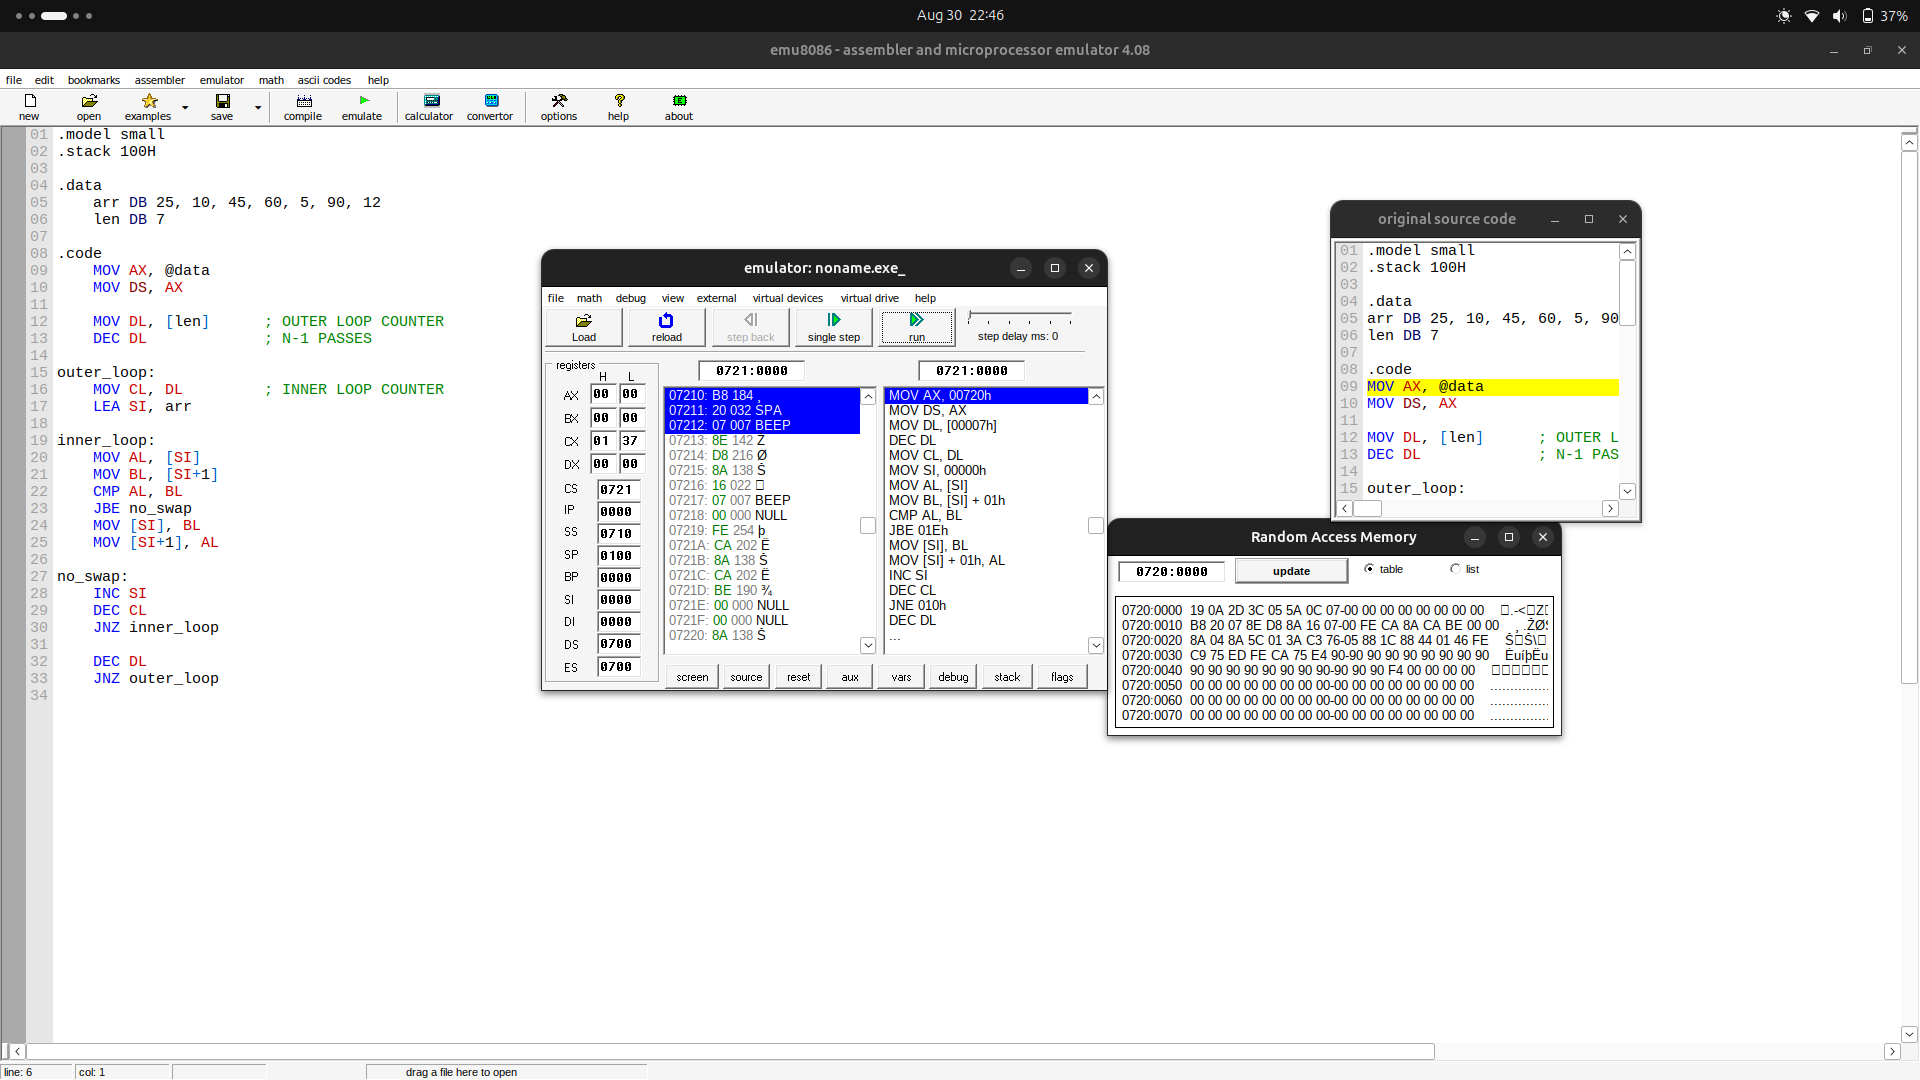 Aug 30 22:46
37%
emu8086 - assembler and microprocessor emulator 4.08
file edit bookmarks assembler emulator math ascii codes help
new open examples save compile emulate calculator convertor options help about
01 .model small
02 .stack 100H
03
04 .data
05 arr DB 25, 10, 45, 60, 5, 90, 12
06 len DB 7
07
08 .code
09 MOV AX, @data
10 MOV DS, AX
11
12 MOV DL, [len] ; OUTER LOOP COUNTER
13 DEC DL ; N-1 PASSES
14
15 outer_loop:
16 MOV CL, DL ; INNER LOOP COUNTER
17 LEA SI, arr
18
19 inner_loop:
20 MOV AL, [SI]
21 MOV BL, [SI+1]
22 CMP AL, BL
23 JBE no_swap
24 MOV [SI], BL
25 MOV [SI+1], AL
26
27 no_swap:
28 INC SI
29 DEC CL
30 JNZ inner_loop
31
32 DEC DL
33 JNZ outer_loop
34
emulator: noname.exe_
file math debug view external virtual devices virtual drive help
Load reload step back single step run step delay ms: 0
registers
H L
AX 00 00
BX 00 00
CX 01 37
DX 00 00
CS 0721
IP 0000
SS 0710
SP 0100
BP 0000
SI 0000
DI 0000
DS 0700
ES 0700
0721:0000
07210: B8 184 ¸
07211: 20 032 SPA
07212: 07 007 BEEP
07213: 8E 142 Ž
07214: D8 216 Ø
07215: 8A 138 Š
07216: 16 022
07217: 07 007 BEEP
07218: 00 000 NULL
07219: FE 254 þ
0721A: CA 202 Ê
0721B: 8A 138 Š
0721C: CA 202 Ê
0721D: BE 190 ¾
0721E: 00 000 NULL
0721F: 00 000 NULL
07220: 8A 138 Š
0721:0000
MOV AX, 00720h
MOV DS, AX
MOV DL, [00007h]
DEC DL
MOV CL, DL
MOV SI, 00000h
MOV AL, [SI]
MOV BL, [SI] + 01h
CMP AL, BL
JBE 01Eh
MOV [SI], BL
MOV [SI] + 01h, AL
INC SI
DEC CL
JNE 010h
DEC DL
...
screen source reset aux vars debug stack flags
original source code
01 .model small
02 .stack 100H
03
04 .data
05 arr DB 25, 10, 45, 60, 5, 90
06 len DB 7
07
08 .code
09 MOV AX, @data
10 MOV DS, AX
11
12 MOV DL, [len] ; OUTER L
13 DEC DL ; N-1 PAS
14
15 outer_loop:
Random Access Memory
0720:0000 update table list
0720:0000 19 0A 2D 3C 05 5A 0C 07-00 00 00 00 00 00 00 00
0720:0010 B8 20 07 8E D8 8A 16 07-00 FE CA 8A CA BE 00 00
0720:0020 8A 04 8A 5C 01 3A C3 76-05 88 1C 88 44 01 46 FE
0720:0030 C9 75 ED FE CA 75 E4 90-90 90 90 90 90 90 90 90
0720:0040 90 90 90 90 90 90 90 90-90 90 90 F4 00 00 00 00
0720:0050 00 00 00 00 00 00 00 00-00 00 00 00 00 00 00 00
0720:0060 00 00 00 00 00 00 00 00-00 00 00 00 00 00 00 00
0720:0070 00 00 00 00 00 00 00 00-00 00 00 00 00 00 00 00
line: 6 col: 1 drag a file here to open